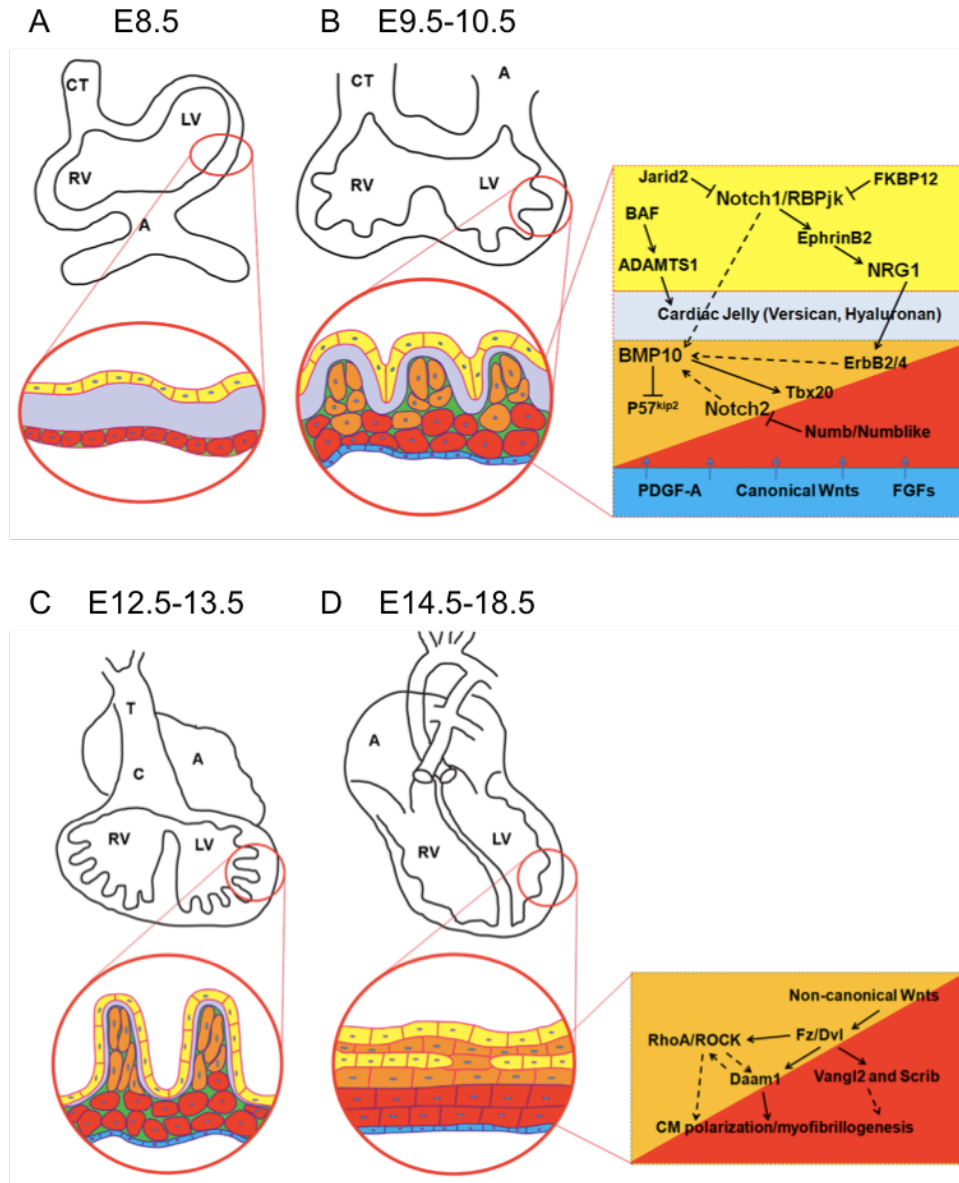 A E8.5
B E9.5-10.5
CT
LV
RV
A
CT
A
RV
LV
Jarid2
FKBP12
Notch1/RBPjk
BAF
EphrinB2
ADAMTS1
NRG1
Cardiac Jelly (Versican, Hyaluronan)
BMP10
ErbB2/4
Tbx20
P57kip2
Notch2
Numb/Numblike
PDGF-A Canonical Wnts FGFs
C E12.5-13.5
D E14.5-18.5
T
A
C
RV
LV
A
LV
RV
Non-canonical Wnts
RhoA/ROCK
Fz/Dvl
Daam1
Vangl2 and Scrib
CM polarization/myofibrillogenesis